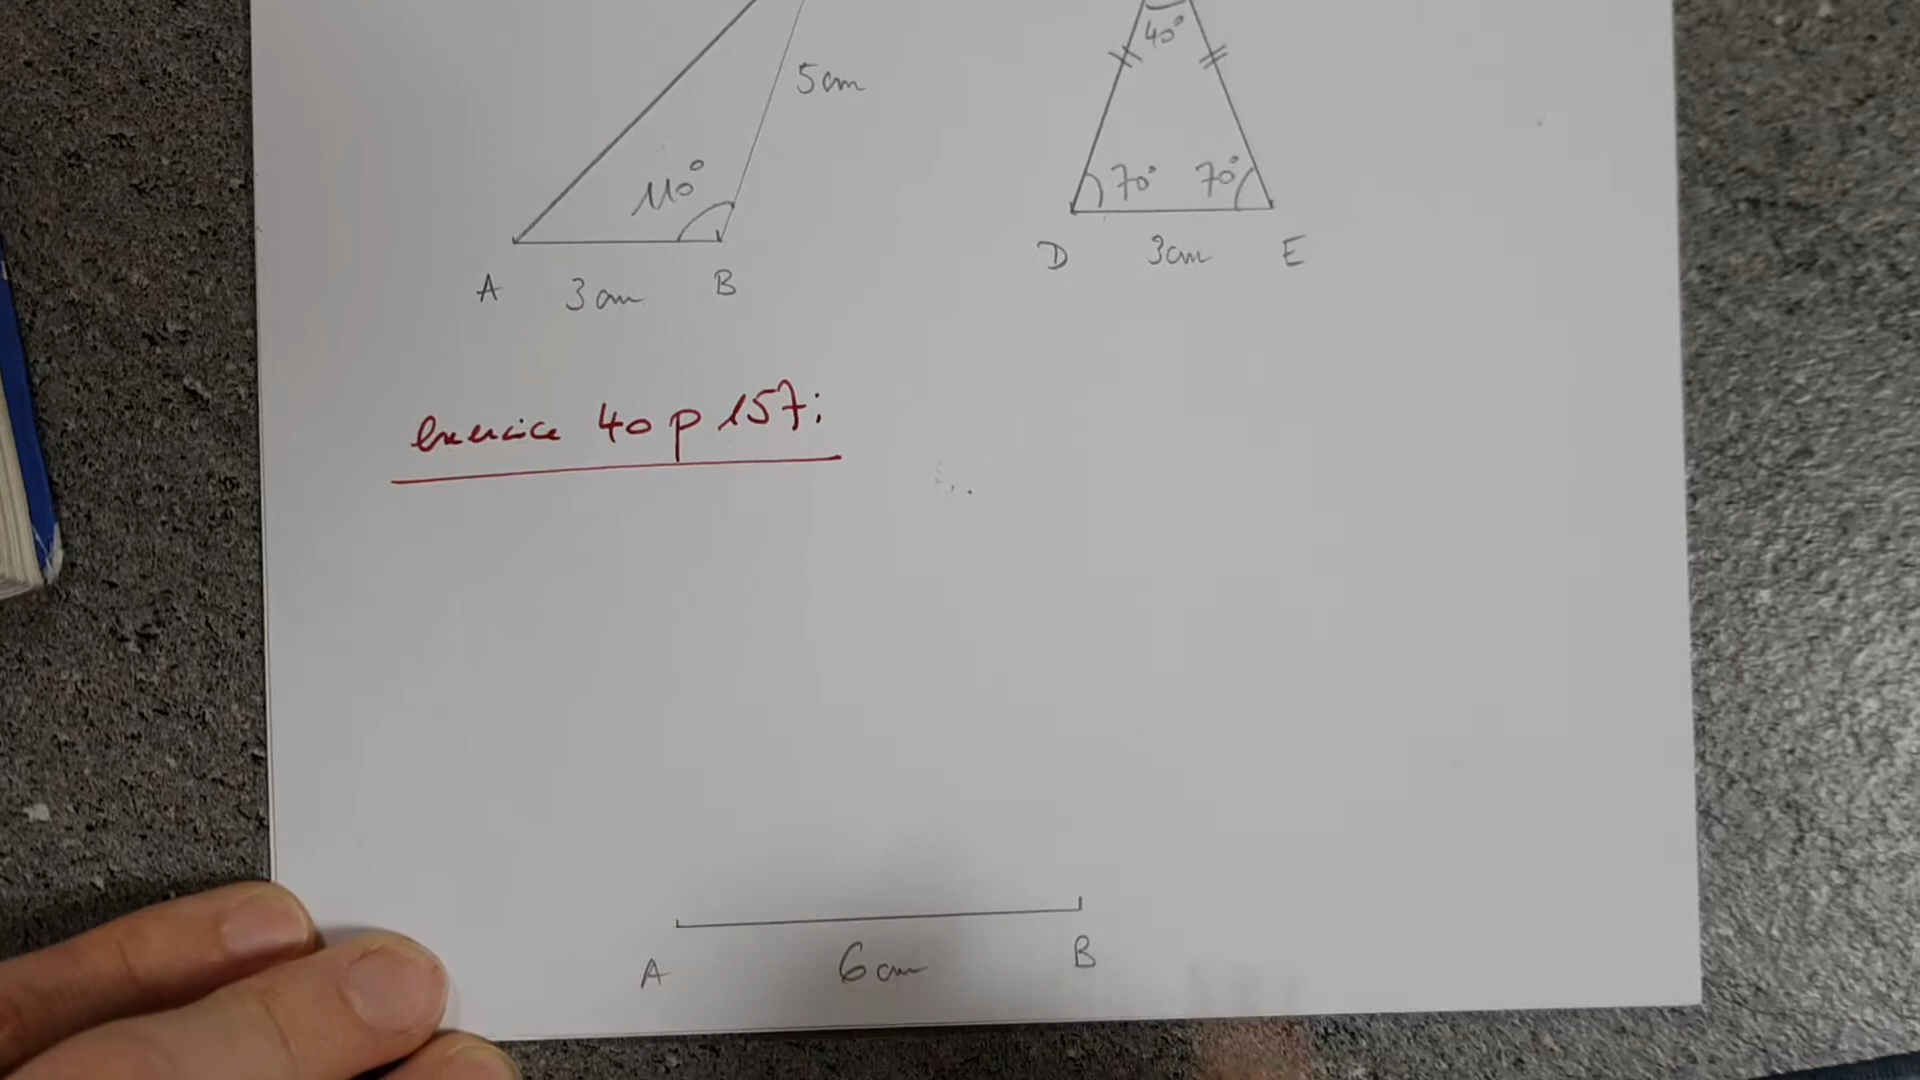 40°
5cm
110°
70° 70°
D 3cm E
A 3cm B
exercice 40 p 157:
A 6cm B